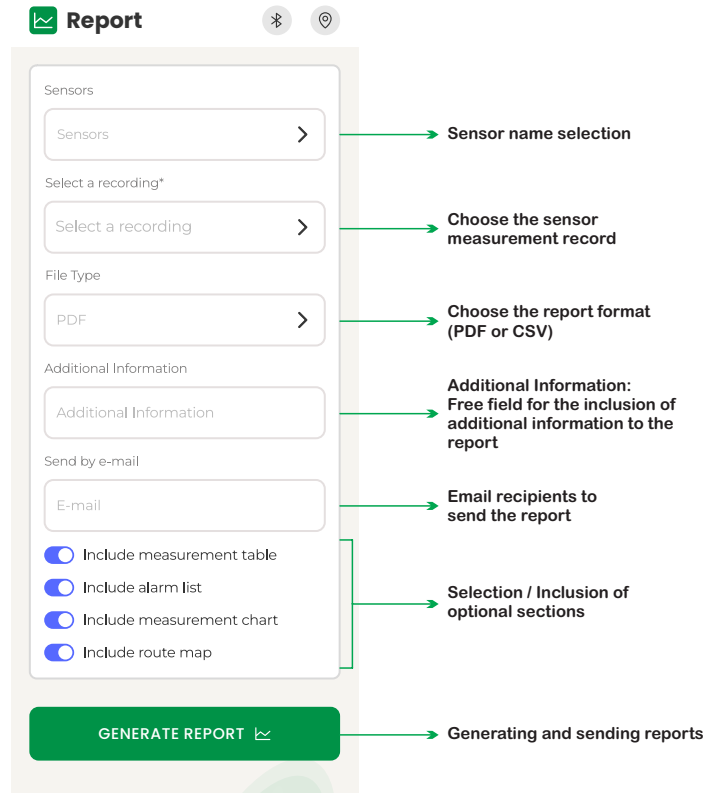 Report
Sensors
Sensors
Sensor name selection
Select a recording*
Select a recording
Choose the sensor
measurement record
File Type
PDF
Choose the report format
(PDF or CSV)
Additional Information
Additional Information
Additional Information:
Free field for the inclusion of
additional information to the
report
Send by e-mail
E-mail
Email recipients to
send the report
Include measurement table
Include alarm list
Include measurement chart
Include route map
Selection / Inclusion of
optional sections
GENERATE REPORT
Generating and sending reports